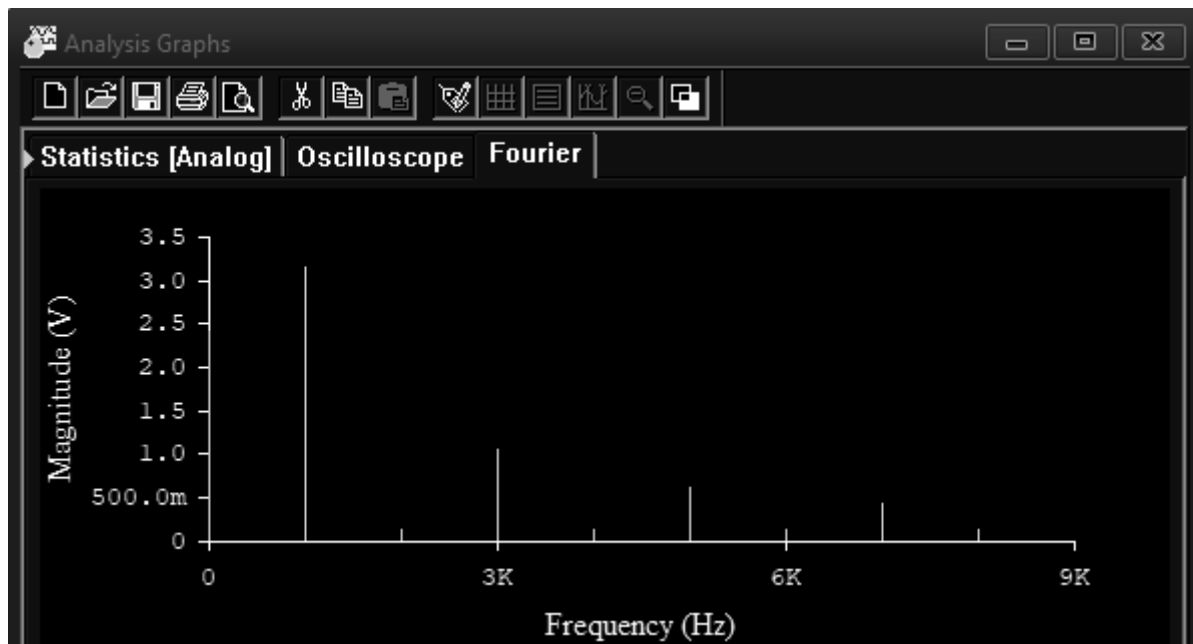 Analysis Graphs
Statistics [Analog] Oscilloscope Fourier
3.5
3.0
2.5
2.0
1.5
1.0
500.0m
0
Magnitude (V)
0 3K 6K 9K
Frequency (Hz)